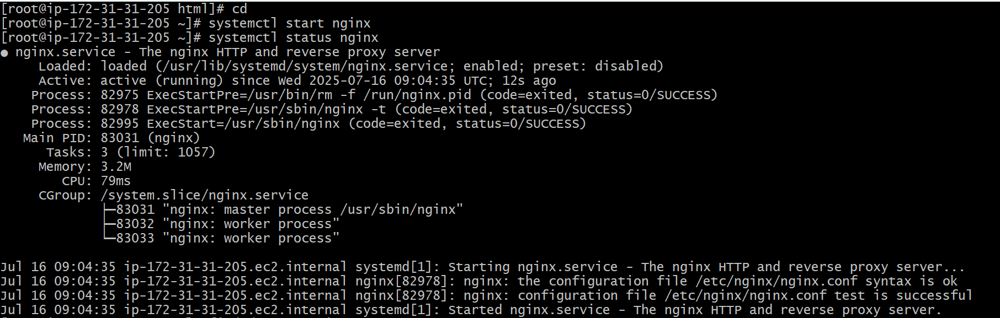 [root@ip-172-31-31-205 html]# cd
[root@ip-172-31-31-205 ~]# systemctl start nginx
[root@ip-172-31-31-205 ~]# systemctl status nginx
● nginx.service - The nginx HTTP and reverse proxy server
     Loaded: loaded (/usr/lib/systemd/system/nginx.service; enabled; preset: disabled)
     Active: active (running) since Wed 2025-07-16 09:04:35 UTC; 12s ago
    Process: 82975 ExecStartPre=/usr/bin/rm -f /run/nginx.pid (code=exited, status=0/SUCCESS)
    Process: 82978 ExecStartPre=/usr/sbin/nginx -t (code=exited, status=0/SUCCESS)
    Process: 82995 ExecStart=/usr/sbin/nginx (code=exited, status=0/SUCCESS)
   Main PID: 83031 (nginx)
      Tasks: 3 (limit: 1057)
     Memory: 3.2M
        CPU: 79ms
     CGroup: /system.slice/nginx.service
             ├─83031 "nginx: master process /usr/sbin/nginx"
             ├─83032 "nginx: worker process"
             └─83033 "nginx: worker process"
Jul 16 09:04:35 ip-172-31-31-205.ec2.internal systemd[1]: Starting nginx.service - The nginx HTTP and reverse proxy server...
Jul 16 09:04:35 ip-172-31-31-205.ec2.internal nginx[82978]: nginx: the configuration file /etc/nginx/nginx.conf syntax is ok
Jul 16 09:04:35 ip-172-31-31-205.ec2.internal nginx[82978]: nginx: configuration file /etc/nginx/nginx.conf test is successful
Jul 16 09:04:35 ip-172-31-31-205.ec2.internal systemd[1]: Started nginx.service - The nginx HTTP and reverse proxy server.